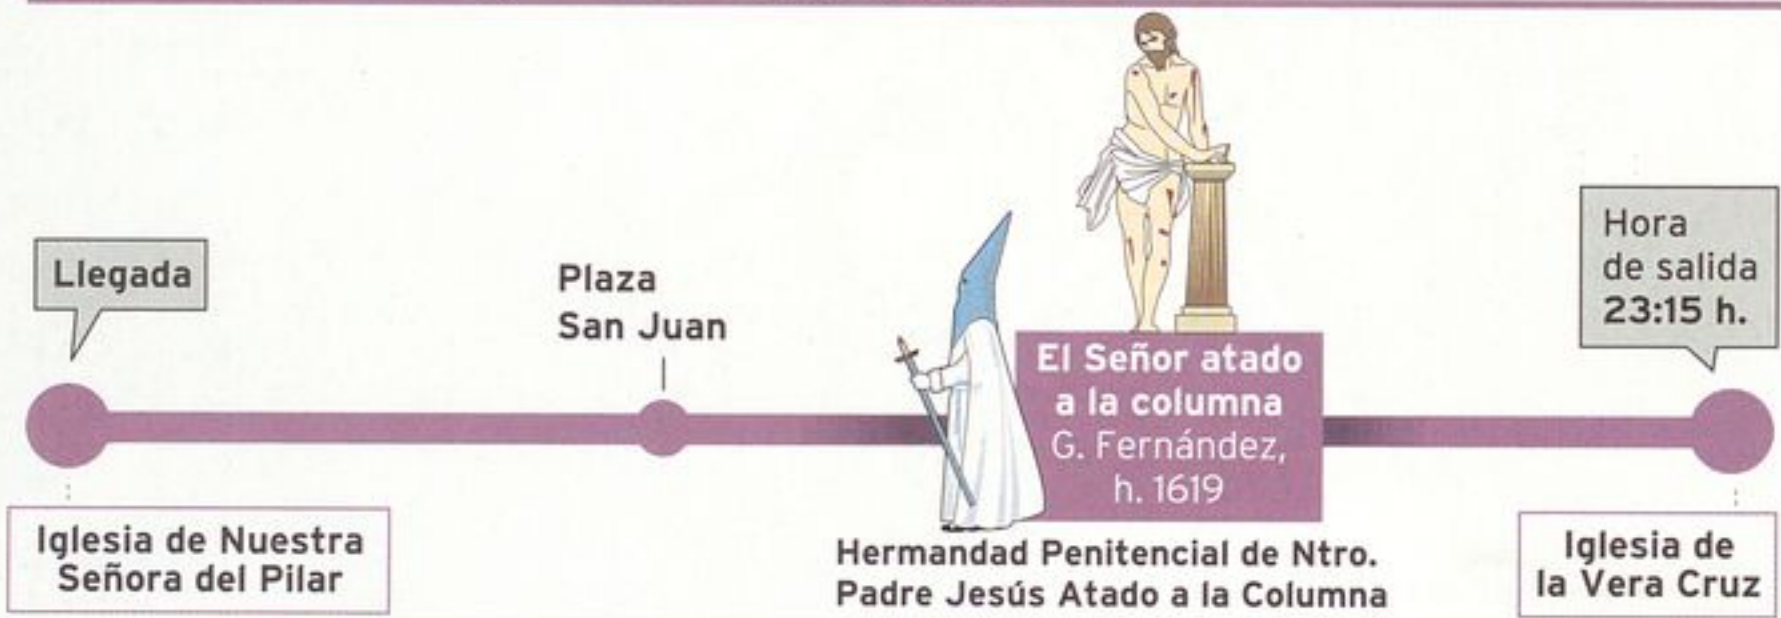 Llegada
Plaza
San Juan
El Señor atado
a la columna
G. Fernández,
h. 1619
Hora
de salida
23:15 h.
Iglesia de Nuestra
Señora del Pilar
Hermandad Penitencial de Ntro.
Padre Jesús Atado a la Columna
Iglesia de
la Vera Cruz